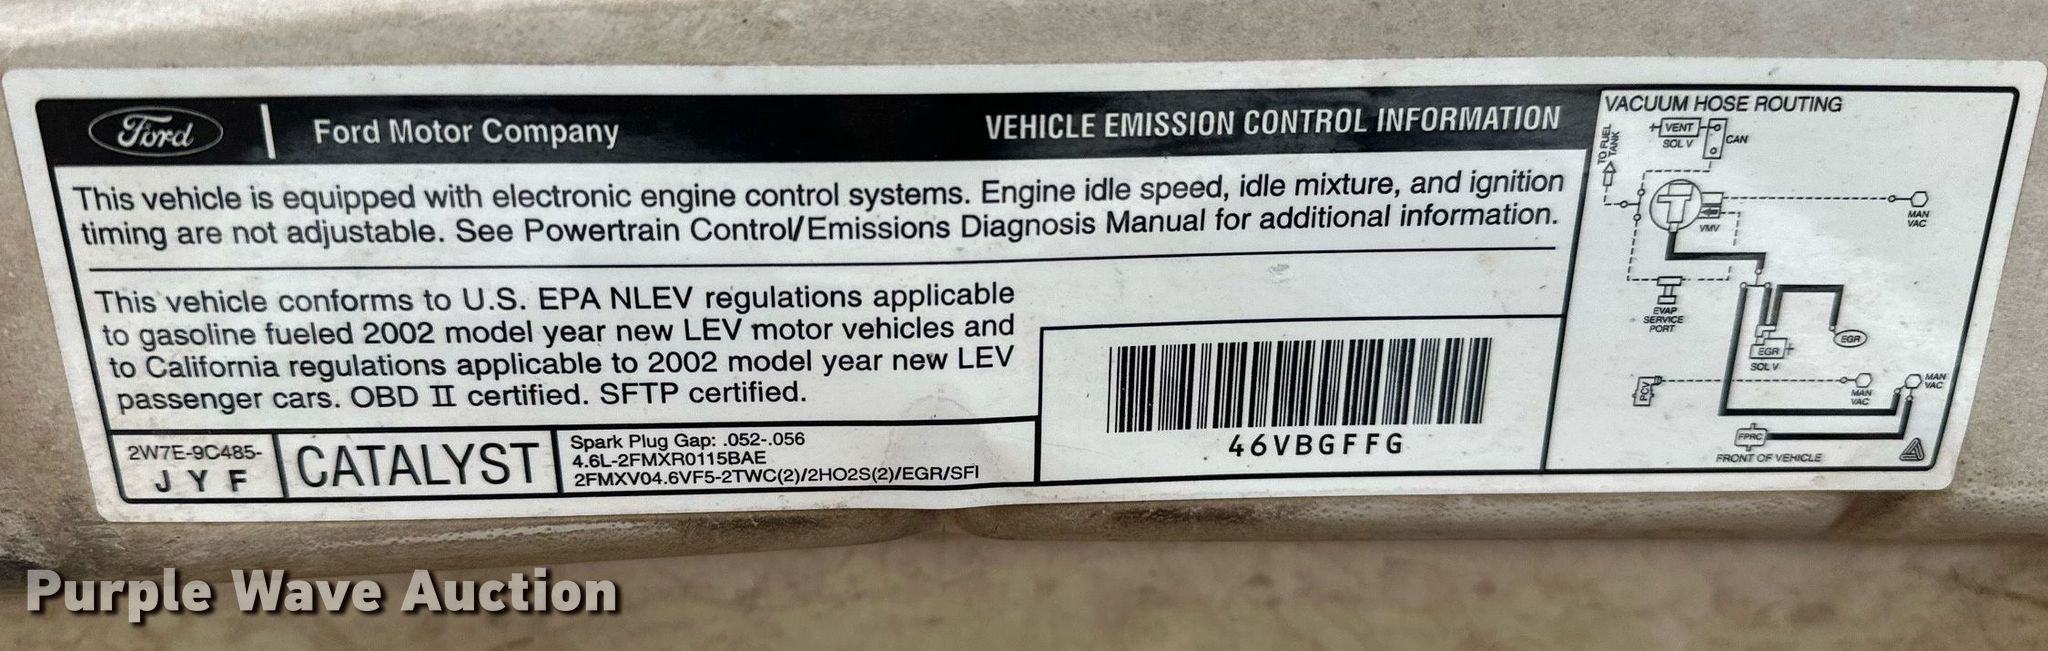 Ford
Ford Motor Company
VEHICLE EMISSION CONTROL INFORMATION
This vehicle is equipped with electronic engine control systems. Engine idle speed, idle mixture, and ignition
timing are not adjustable. See Powertrain Control/Emissions Diagnosis Manual for additional information.
This vehicle conforms to U.S. EPA NLEV regulations applicable
to gasoline fueled 2002 model year new LEV motor vehicles and
to California regulations applicable to 2002 model year new LEV
passenger cars. OBD II certified. SFTP certified.
2W7E-9C485-
J Y F
CATALYST
Spark Plug Gap: .052-.056
4.6L-2FMXR0115BAE
2FMXV04.6VF5-2TWC(2)/2HO2S(2)/EGR/SFI
46VBGFFG
VACUUM HOSE ROUTING
TO FUEL
TANK
+ VENT
SOL V
CAN
VMV
MAN
VAC
EVAP
SERVICE
PORT
EGR +
SOL V
EGR
PCV
MAN
VAC
MAN
VAC
FPRC
FRONT OF VEHICLE
Purple Wave Auction